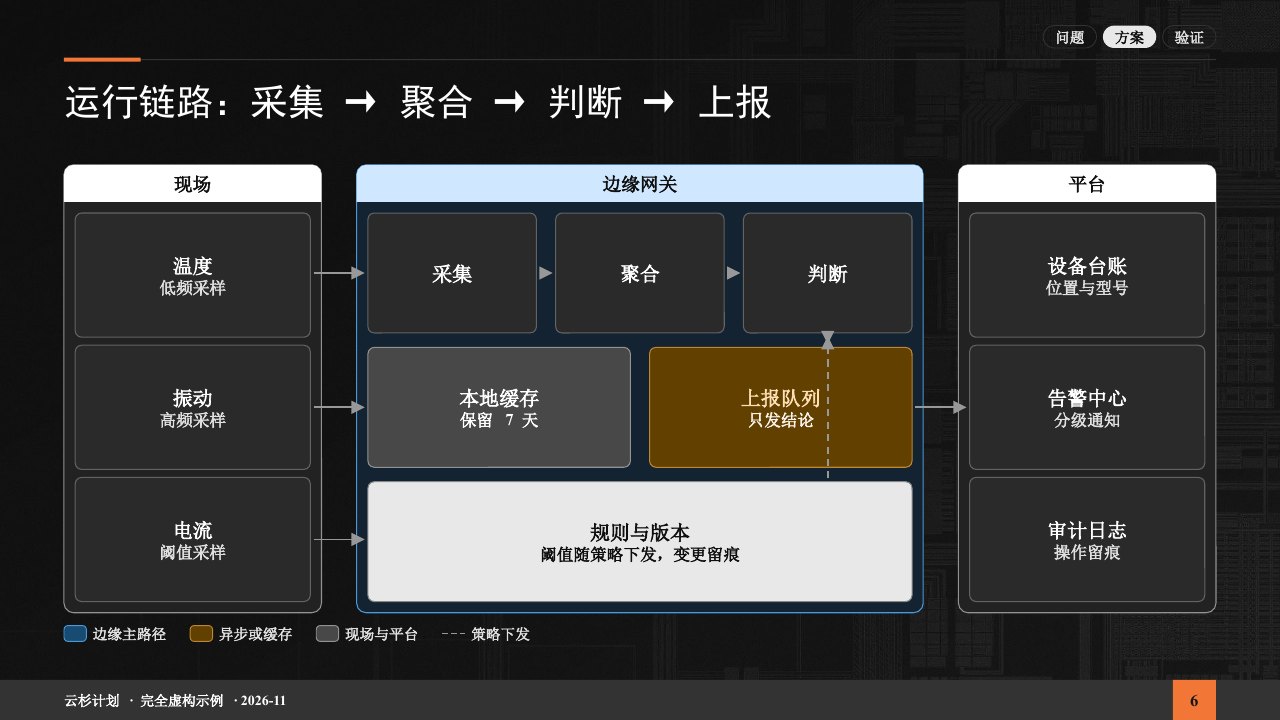 问题
方案
验证
运行链路：采集 → 聚合 → 判断 → 上报
现场
温度
低频采样
振动
高频采样
电流
阈值采样
边缘网关
采集
聚合
判断
本地缓存
保留 7 天
上报队列
只发结论
规则与版本
阈值随策略下发，变更留痕
平台
设备台账
位置与型号
告警中心
分级通知
审计日志
操作留痕
边缘主路径
异步或缓存
现场与平台
策略下发
云杉计划 · 完全虚构示例 · 2026-11
6